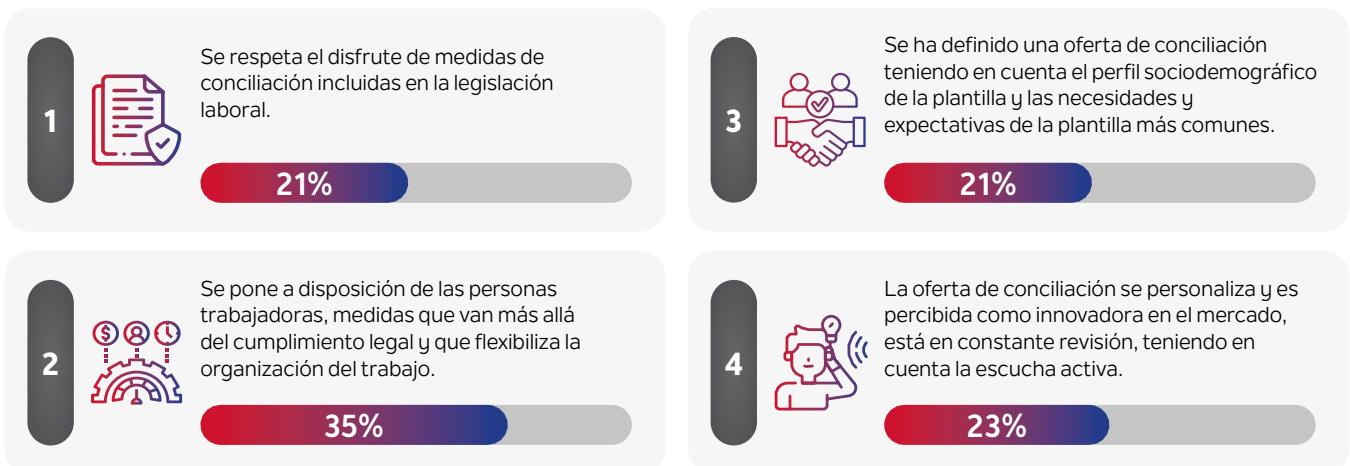 1
Se respeta el disfrute de medidas de
conciliación incluidas en la legislación
laboral.
21%
2
Se pone a disposición de las personas
trabajadoras, medidas que van más allá
del cumplimiento legal y que flexibiliza la
organización del trabajo.
35%
3
Se ha definido una oferta de conciliación
teniendo en cuenta el perfil sociodemográfico
de la plantilla y las necesidades y
expectativas de la plantilla más comunes.
21%
4
La oferta de conciliación se personaliza y es
percibida como innovadora en el mercado,
está en constante revisión, teniendo en
cuenta la escucha activa.
23%